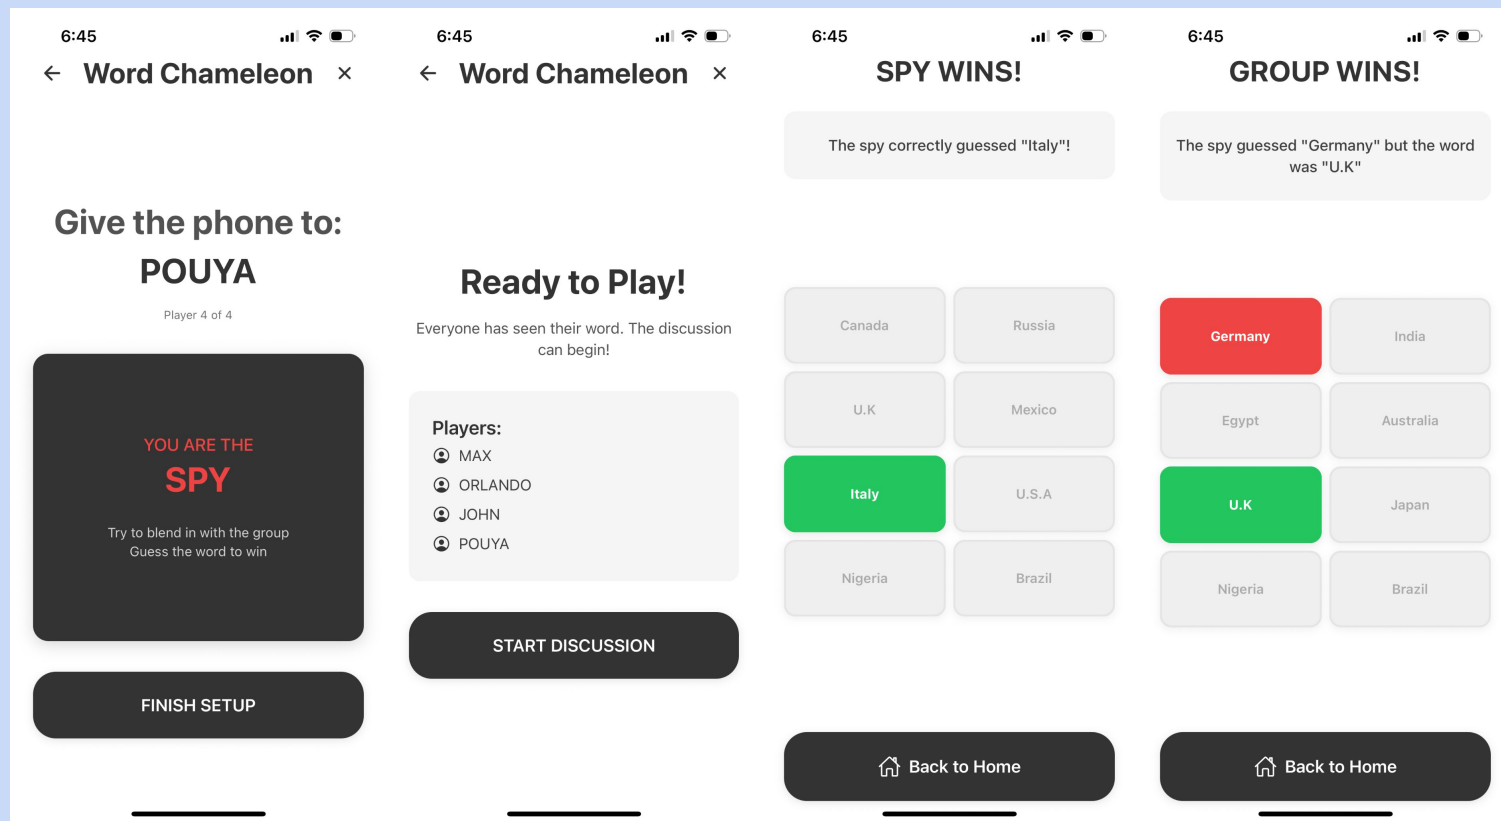 6:45
Word Chameleon
Give the phone to:
POUYA
Player 4 of 4
YOU ARE THE
SPY
Try to blend in with the group
Guess the word to win
FINISH SETUP
6:45
Word Chameleon
Ready to Play!
Everyone has seen their word. The discussion
can begin!
Players:
MAX
ORLANDO
JOHN
POUYA
START DISCUSSION
6:45
SPY WINS!
The spy correctly guessed "Italy"!
Canada
Russia
U.K
Mexico
Italy
U.S.A
Nigeria
Brazil
Back to Home
6:45
GROUP WINS!
The spy guessed "Germany" but the word
was "U.K"
Germany
India
Egypt
Australia
U.K
Japan
Nigeria
Brazil
Back to Home